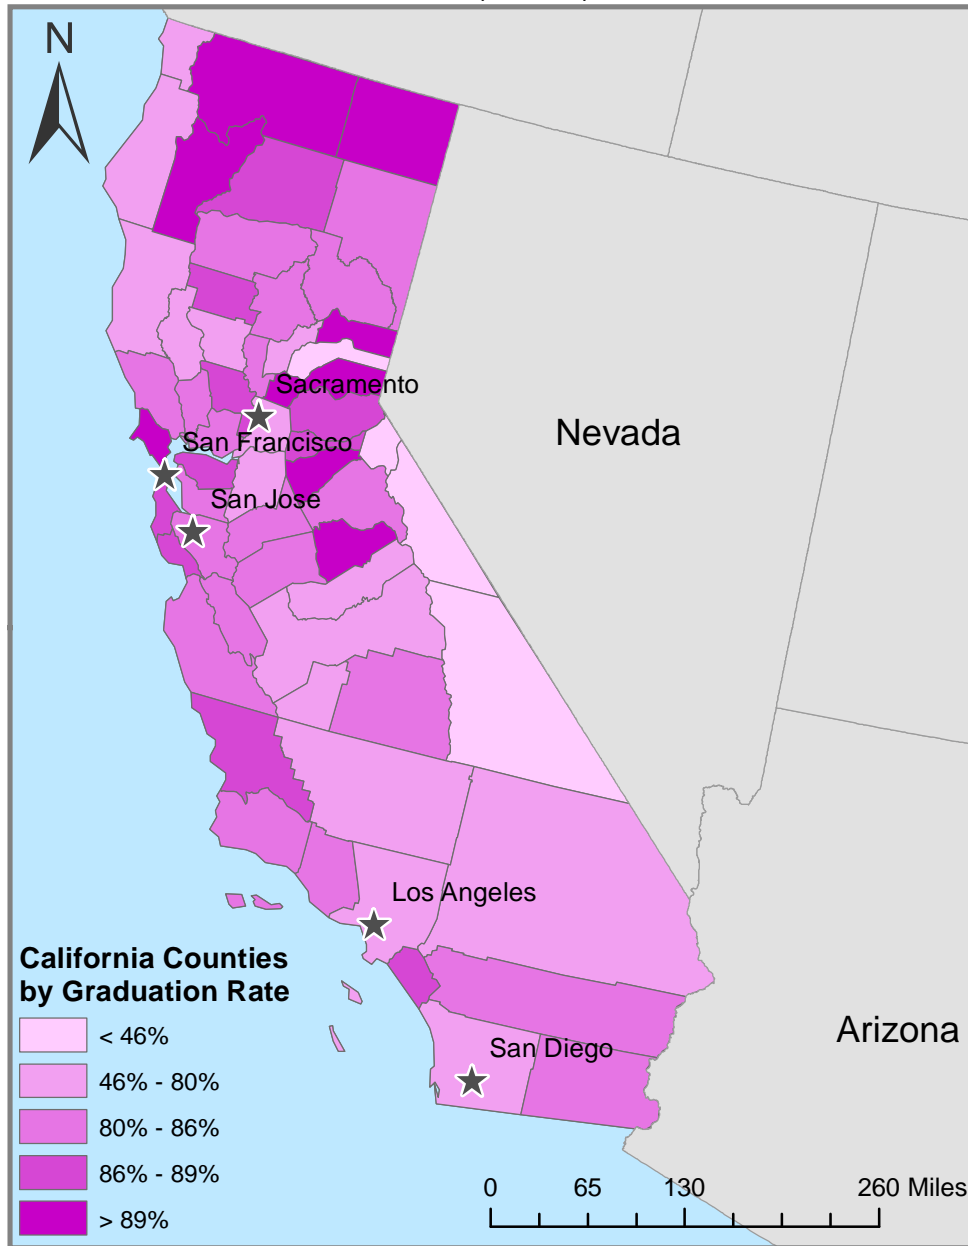 N
Sacramento
Nevada
San Francisco
San Jose
Los Angeles
California Counties
by Graduation Rate
< 46%
46% - 80%
80% - 86%
86% - 89%
> 89%
San Diego
Arizona
0 65 130 260 Miles